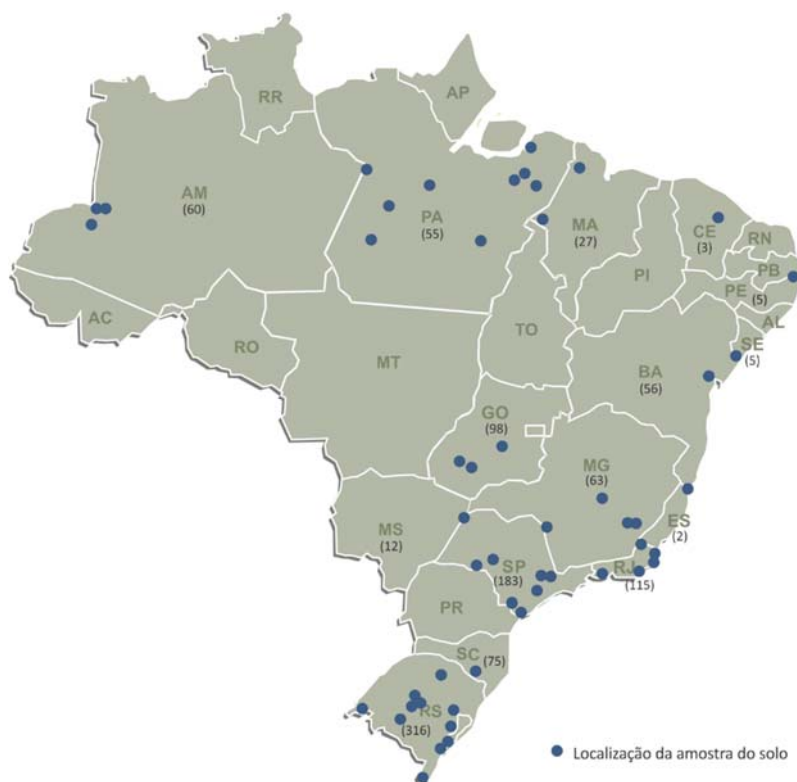 RR
AP
AM
(60)
PA
(55)
MA
(27)
CE
(3)
RN
PB
PI
PE (5)
AL
SE
(5)
AC
RO
TO
MT
BA
(56)
GO
(98)
MG
(63)
ES
(2)
MS
(12)
SP
(183)
RJ
(115)
PR
SC (75)
RS
(316)
Localização da amostra do solo